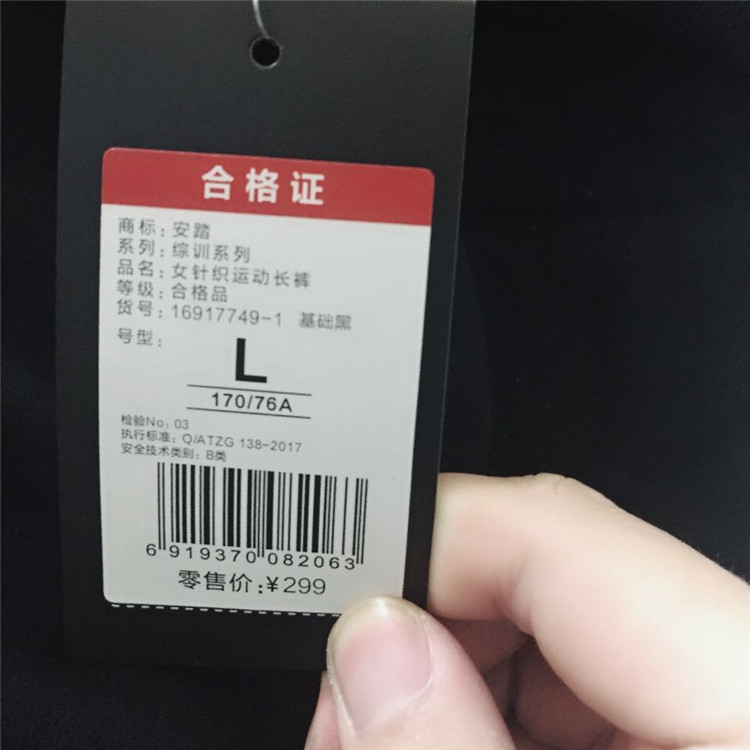 合格证
商标：安踏
系列：综训系列
品名：女针织运动长裤
等级：合格品
货号：16917749-1 基础黑
号型：
L
170/76A
检验No：03
执行标准：Q/ATZG 138-2017
安全技术类别：B类
6 919370 082063
零售价：¥299